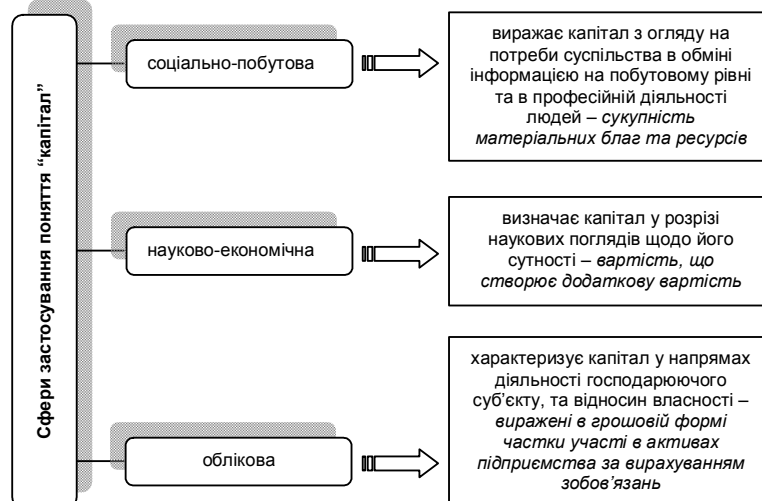 Сфери застосування поняття “капітал”
соціально-побутова
виражає капітал з огляду на
потреби суспільства в обміні
інформацією на побутовому рівні
та в професійній діяльності
людей – сукупність
матеріальних благ та ресурсів
науково-економічна
визначає капітал у розрізі
наукових поглядів щодо його
сутності – вартість, що
створює додаткову вартість
облікова
характеризує капітал у напрямах
діяльності господарюючого
суб’єкту, та відносин власності –
виражені в грошовій формі
частки участі в активах
підприємства за вирахуванням
зобов’язань